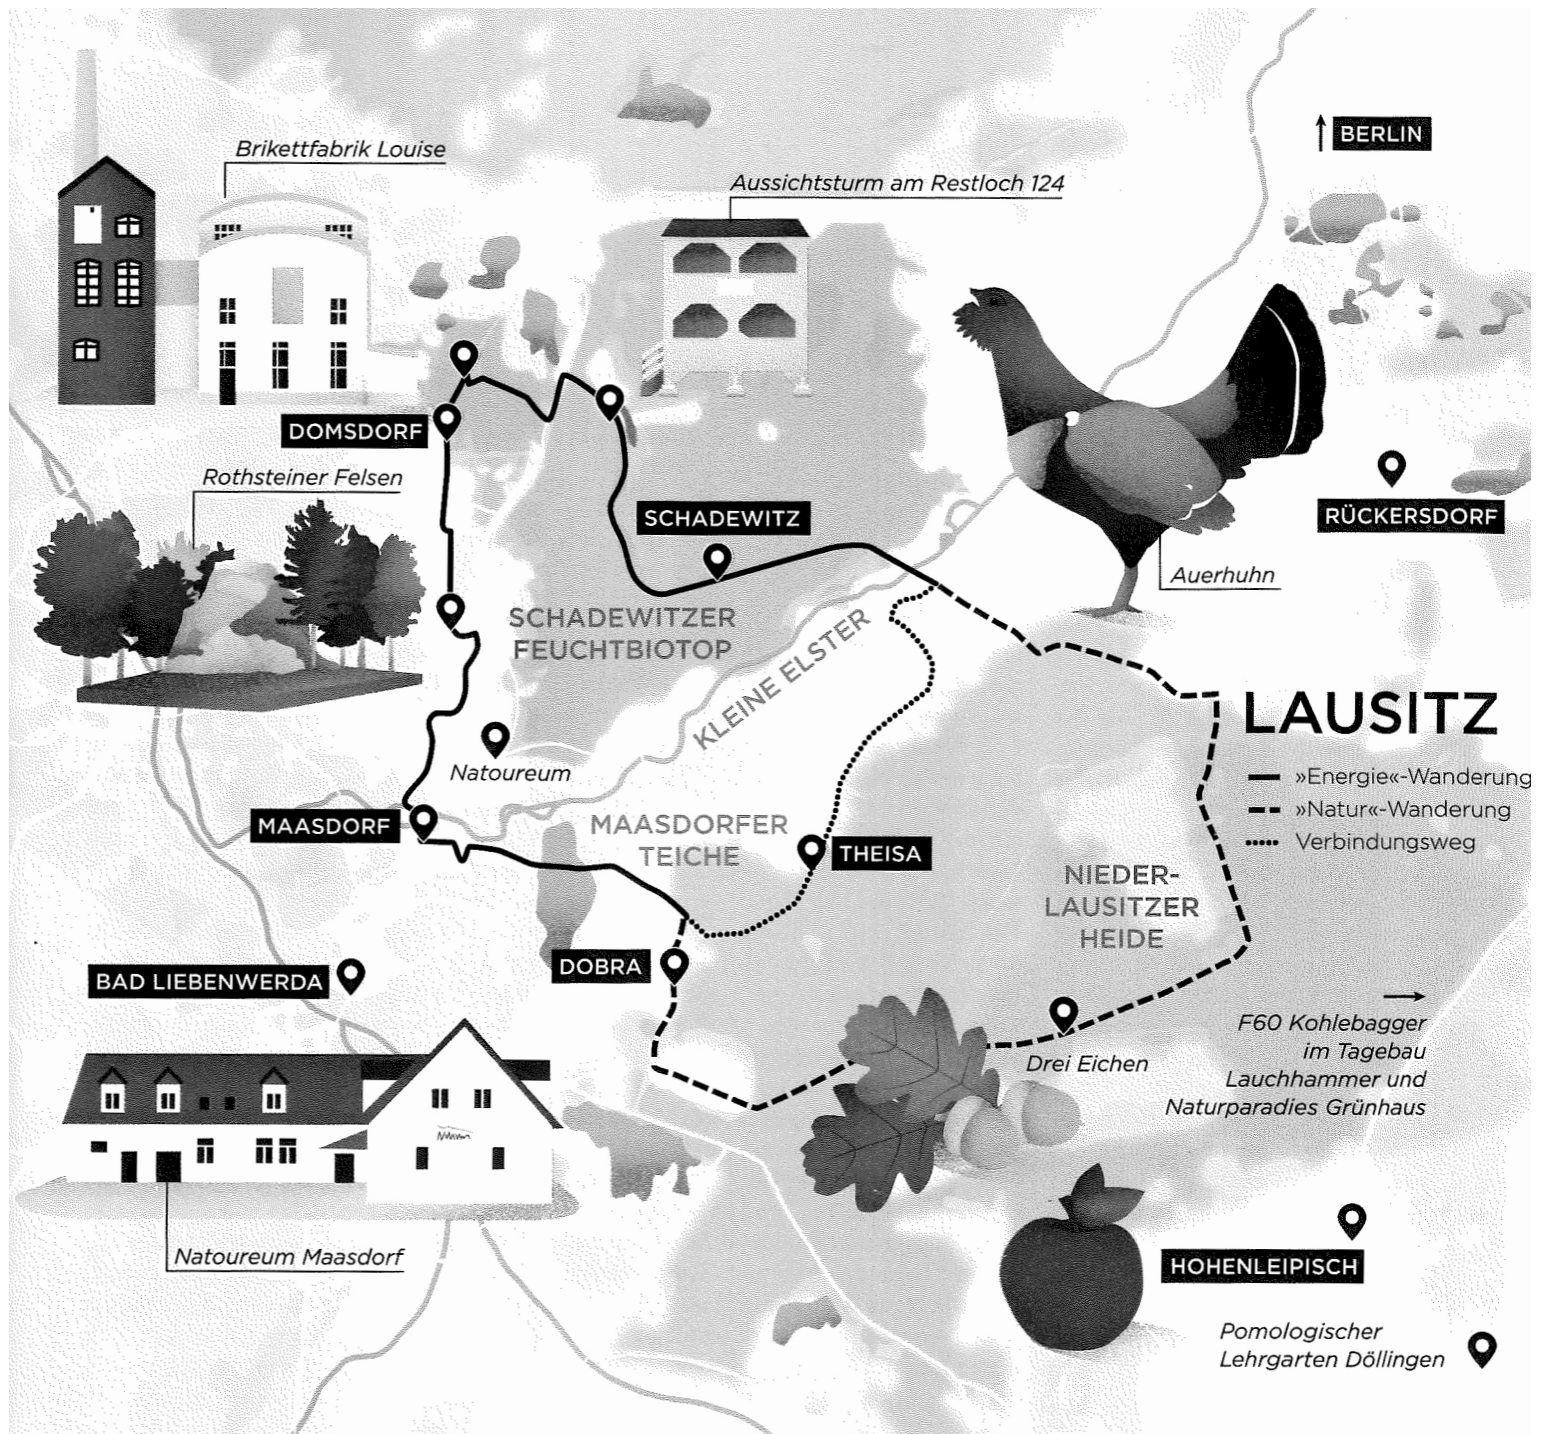 BERLIN
Brikettfabrik Louise
Aussichtsturm am Restloch 124
DOMSDORF
Rothsteiner Felsen
SCHADEWITZ
RÜCKERSDORF
Auerhuhn
SCHADEWITZER
FEUCHTBIOTOP
KLEINE ELSTER
LAUSITZ
»Energie«-Wanderung
»Natur«-Wanderung
Verbindungsweg
Natoureum
MAASDORF
MAASDORFER
TEICHE
THEISA
NIEDER-
LAUSITZER
HEIDE
DOBRA
BAD LIEBENWERDA
F60 Kohlebagger
im Tagebau
Lauchhammer und
Naturparadies Grünhaus
Drei Eichen
Natoureum Maasdorf
HOHENLEIPISCH
Pomologischer
Lehrgarten Döllingen